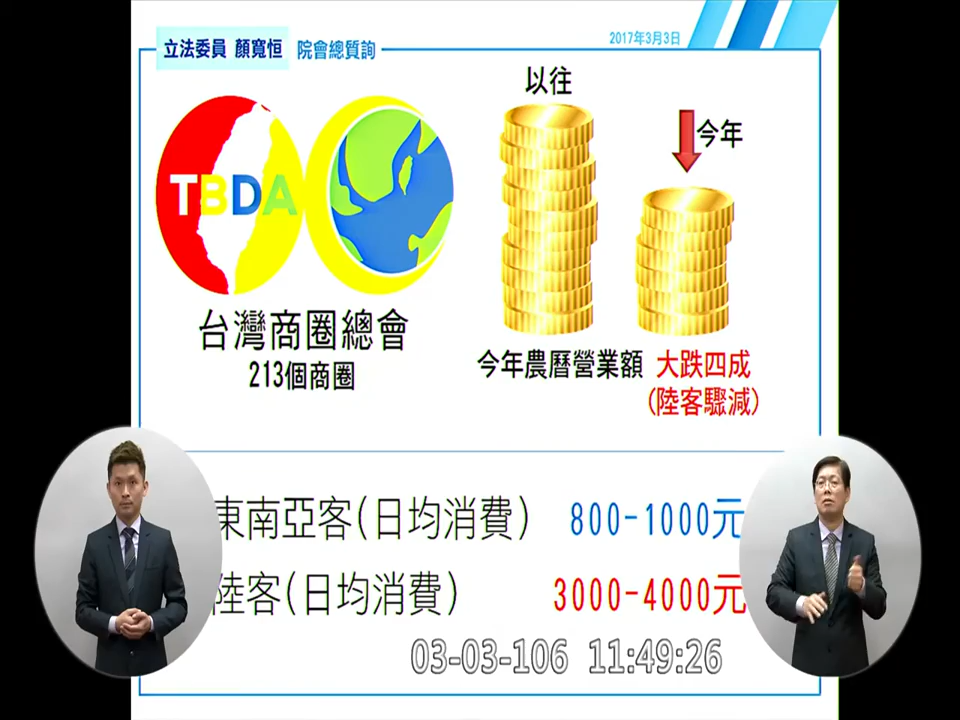 立法委員 顏寬恒 院會總質詢
2017年3月3日
以往
今年
TBDA
台灣商圈總會
213個商圈
今年農曆營業額 大跌四成
(陸客驟減)
東南亞客(日均消費) 800-1000元
陸客(日均消費) 3000-4000元
03-03-106 11:49:26